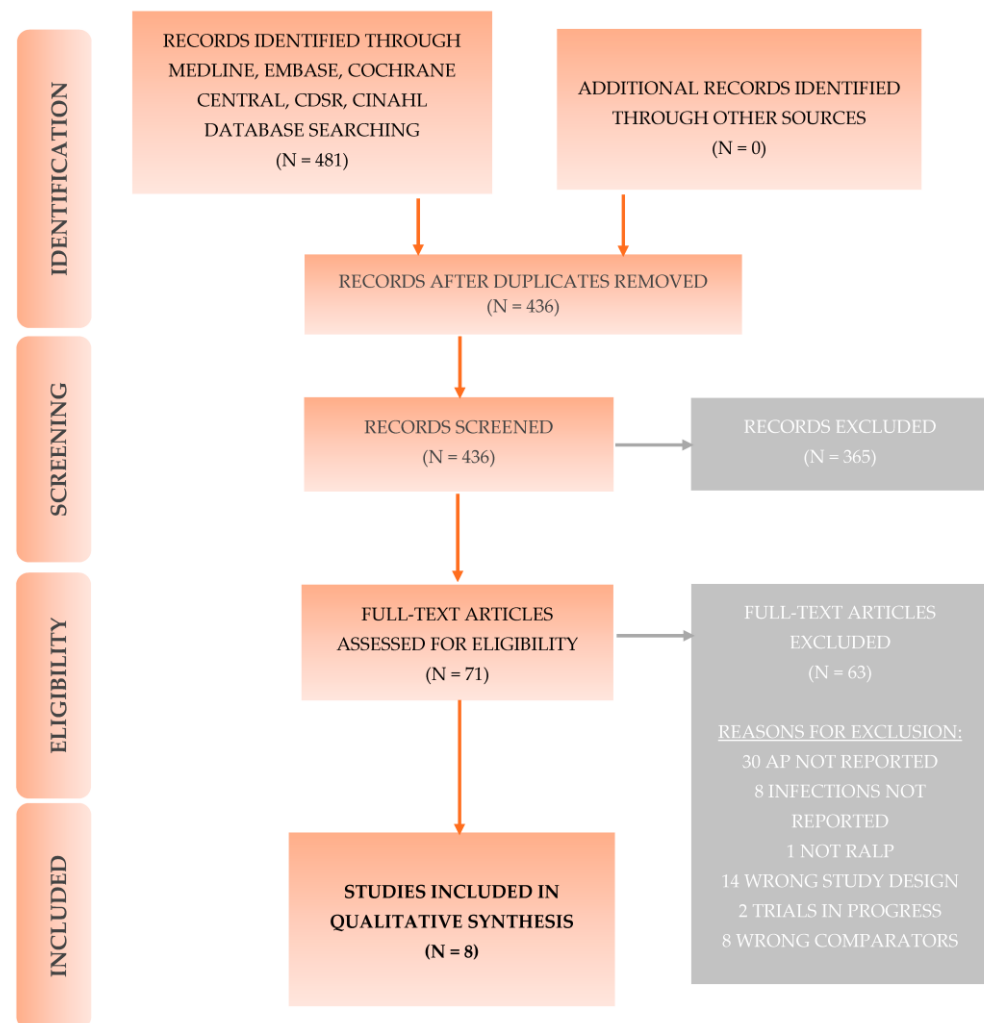 IDENTIFICATION
RECORDS IDENTIFIED THROUGH
MEDLINE, EMBASE, COCHRANE
CENTRAL, CDSR, CINAHL
DATABASE SEARCHING
(N = 481)
ADDITIONAL RECORDS IDENTIFIED
THROUGH OTHER SOURCES
(N = 0)
RECORDS AFTER DUPLICATES REMOVED
(N = 436)
SCREENING
RECORDS SCREENED
(N = 436)
RECORDS EXCLUDED
(N = 365)
ELIGIBILITY
FULL-TEXT ARTICLES
ASSESSED FOR ELIGIBILITY
(N = 71)
FULL-TEXT ARTICLES
EXCLUDED
(N = 63)
REASONS FOR EXCLUSION:
30 AP NOT REPORTED
8 INFECTIONS NOT
REPORTED
1 NOT RALP
14 WRONG STUDY DESIGN
2 TRIALS IN PROGRESS
8 WRONG COMPARATORS
INCLUDED
STUDIES INCLUDED IN
QUALITATIVE SYNTHESIS
(N = 8)